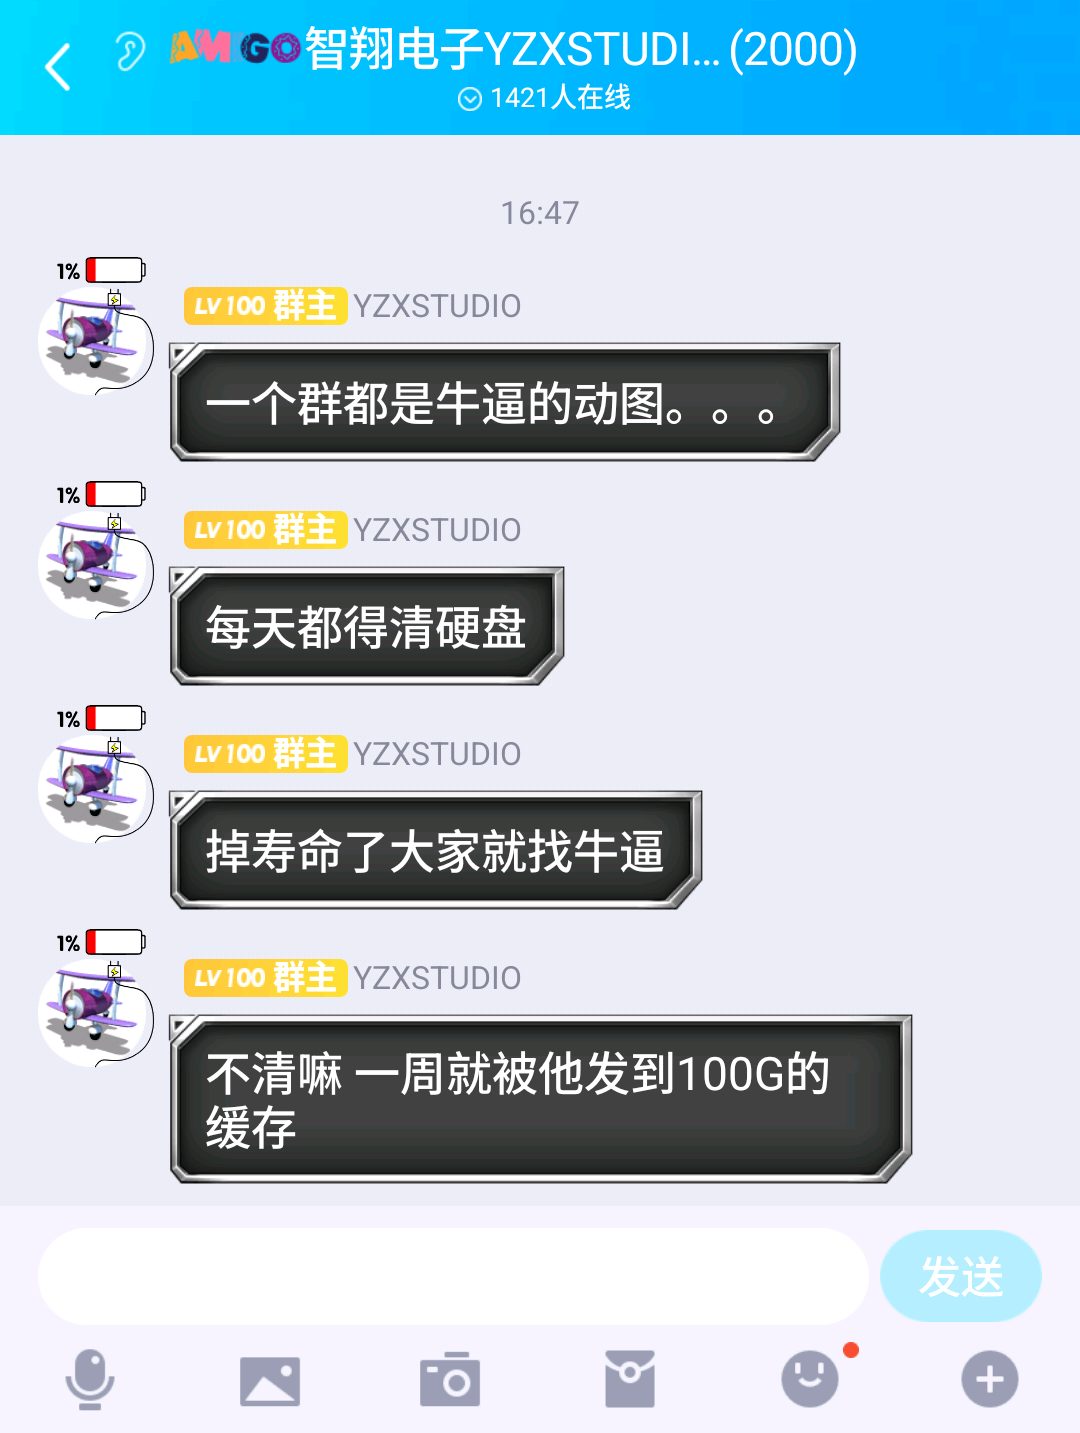 AMIGO智翔电子YZXSTUDI...(2000)
1421人在线
16:47
1%
LV100 群主 YZXSTUDIO
一个群都是牛逼的动图。。。
1%
LV100 群主 YZXSTUDIO
每天都得清硬盘
1%
LV100 群主 YZXSTUDIO
掉寿命了大家就找牛逼
1%
LV100 群主 YZXSTUDIO
不清嘛 一周就被他发到100G的
缓存
发送